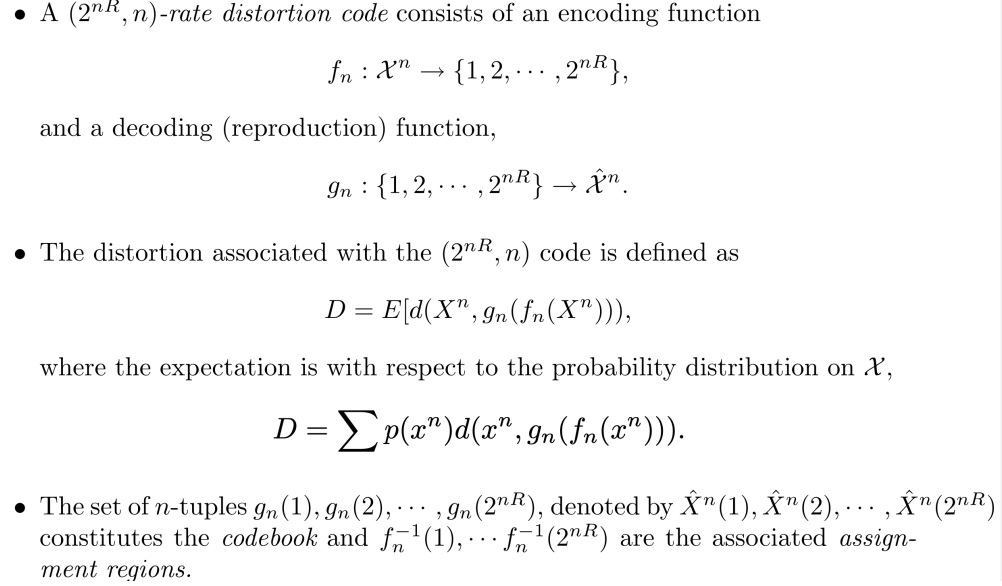 • A (2^{nR}, n)-rate distortion code consists of an encoding function
f_n : 𝒳^n → {1, 2, ⋯ , 2^{nR}},
and a decoding (reproduction) function,
g_n : {1, 2, ⋯ , 2^{nR}} → 𝒳̂^n.
• The distortion associated with the (2^{nR}, n) code is defined as
D = E[d(X^n, g_n(f_n(X^n))),
where the expectation is with respect to the probability distribution on 𝒳,
D = ∑ p(x^n)d(x^n, g_n(f_n(x^n))).
• The set of n-tuples g_n(1), g_n(2), ⋯ , g_n(2^{nR}), denoted by X̂^n(1), X̂^n(2), ⋯ , X̂^n(2^{nR})
constitutes the codebook and f_n^{-1}(1), ⋯ f_n^{-1}(2^{nR}) are the associated assign-
ment regions.